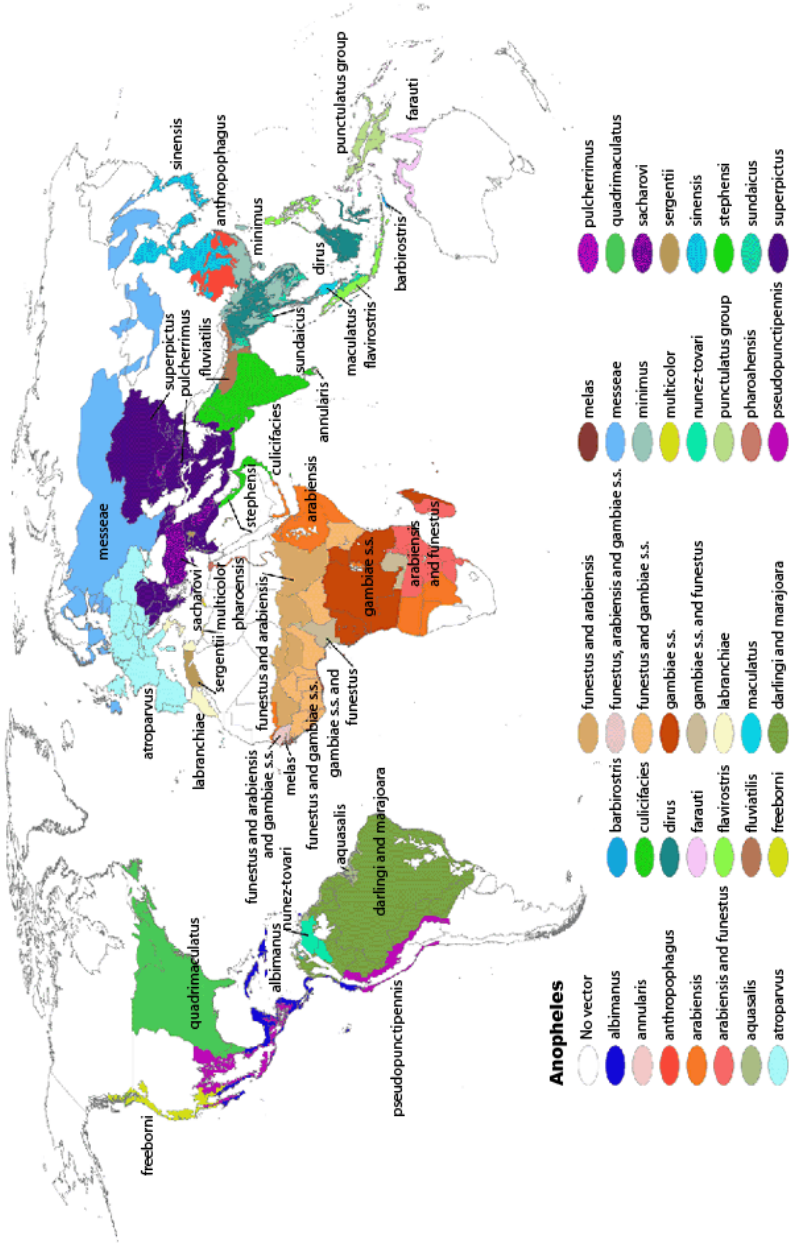 freeborni
quadrimaculatus
albimanus
nunez-tovari
aquasalis
darlingi and marajoara
pseudopunctipennis
atroparvus
messeae
labranchiae
sergentii
sacharovi
multicolor
pharoensis
funestus and arabiensis
funestus and arabiensis
and gambiae s.s.
melas
funestus and gambiae s.s.
gambiae s.s. and
funestus
gambiae s.s.
arabiensis
arabiensis
and funestus
superpictus
pulcherrimus
fluviatilis
stephensi
culicifacies
annularis
sinensis
anthropophagus
minimus
dirus
sundaicus
maculatus
flavirostris
barbirostris
punctulatus group
farauti
Anopheles
No vector
albimanus
annularis
anthropophagus
arabiensis
arabiensis and funestus
aquasalis
atroparvus
barbirostris
culicifacies
dirus
farauti
flavirostris
fluviatilis
freeborni
funestus and arabiensis
funestus, arabiensis and gambiae s.s.
funestus and gambiae s.s.
gambiae s.s.
gambiae s.s. and funestus
labranchiae
maculatus
darlingi and marajoara
melas
messeae
minimus
multicolor
nunez-tovari
punctulatus group
pharoahensis
pseudopunctipennis
pulcherrimus
quadrimaculatus
sacharovi
sergentii
sinensis
stephensi
sundaicus
superpictus